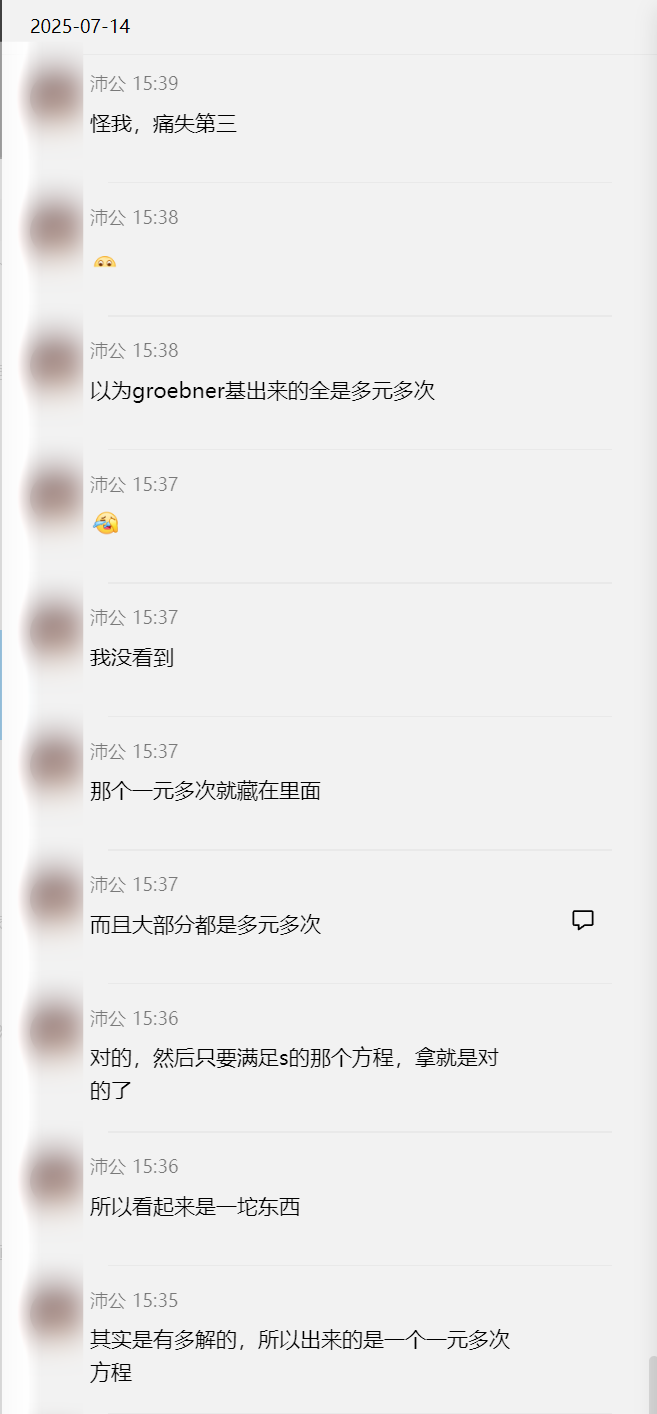 2025-07-14
沛公 15:39
怪我，痛失第三
沛公 15:38
沛公 15:38
以为groebner基出来的全是多元多次
沛公 15:37
沛公 15:37
我没看到
沛公 15:37
那个一元多次就藏在里面
沛公 15:37
而且大部分都是多元多次
沛公 15:36
对的，然后只要满足s的那个方程，拿就是对
的了
沛公 15:36
所以看起来是一坨东西
沛公 15:35
其实是有多解的，所以出来的是一个一元多次
方程